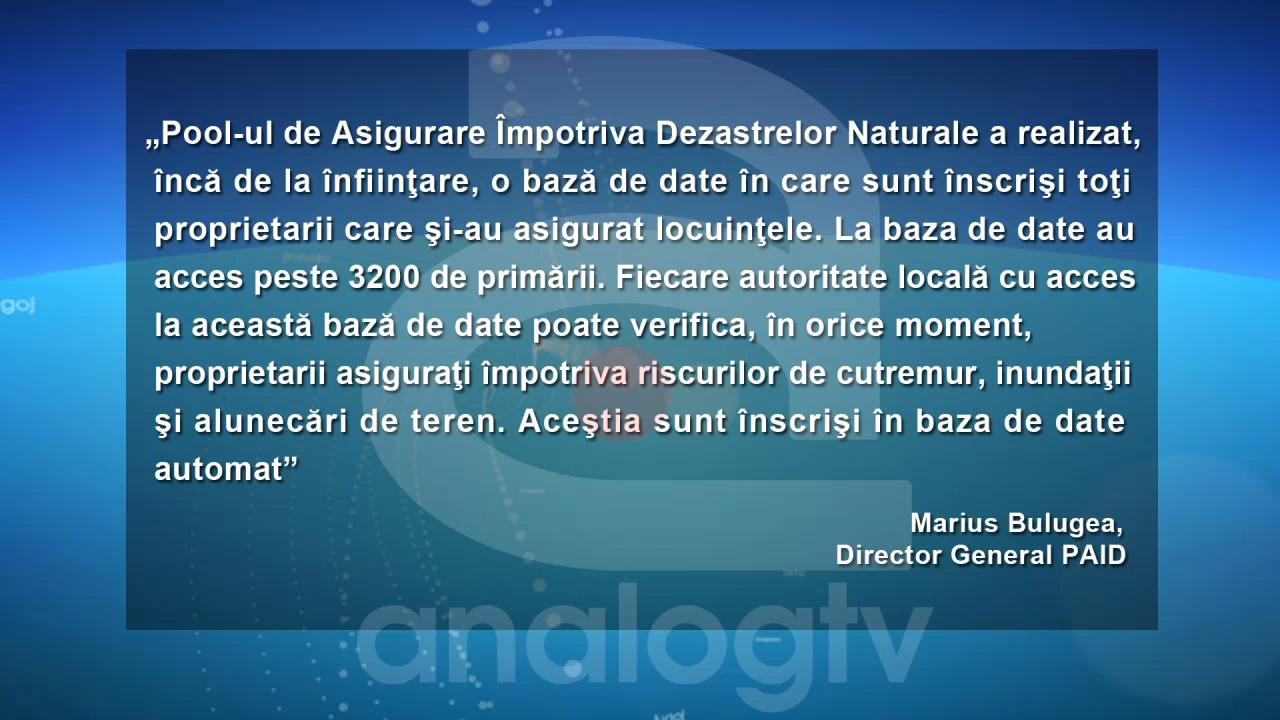 „Pool-ul de Asigurare Împotriva Dezastrelor Naturale a realizat,
încă de la înfiinţare, o bază de date în care sunt înscrişi toţi
proprietarii care şi-au asigurat locuinţele. La baza de date au
acces peste 3200 de primării. Fiecare autoritate locală cu acces
la această bază de date poate verifica, în orice moment,
proprietarii asiguraţi împotriva riscurilor de cutremur, inundaţii
şi alunecări de teren. Aceştia sunt înscrişi în baza de date
automat”
Marius Bulugea,
Director General PAID
analogtv